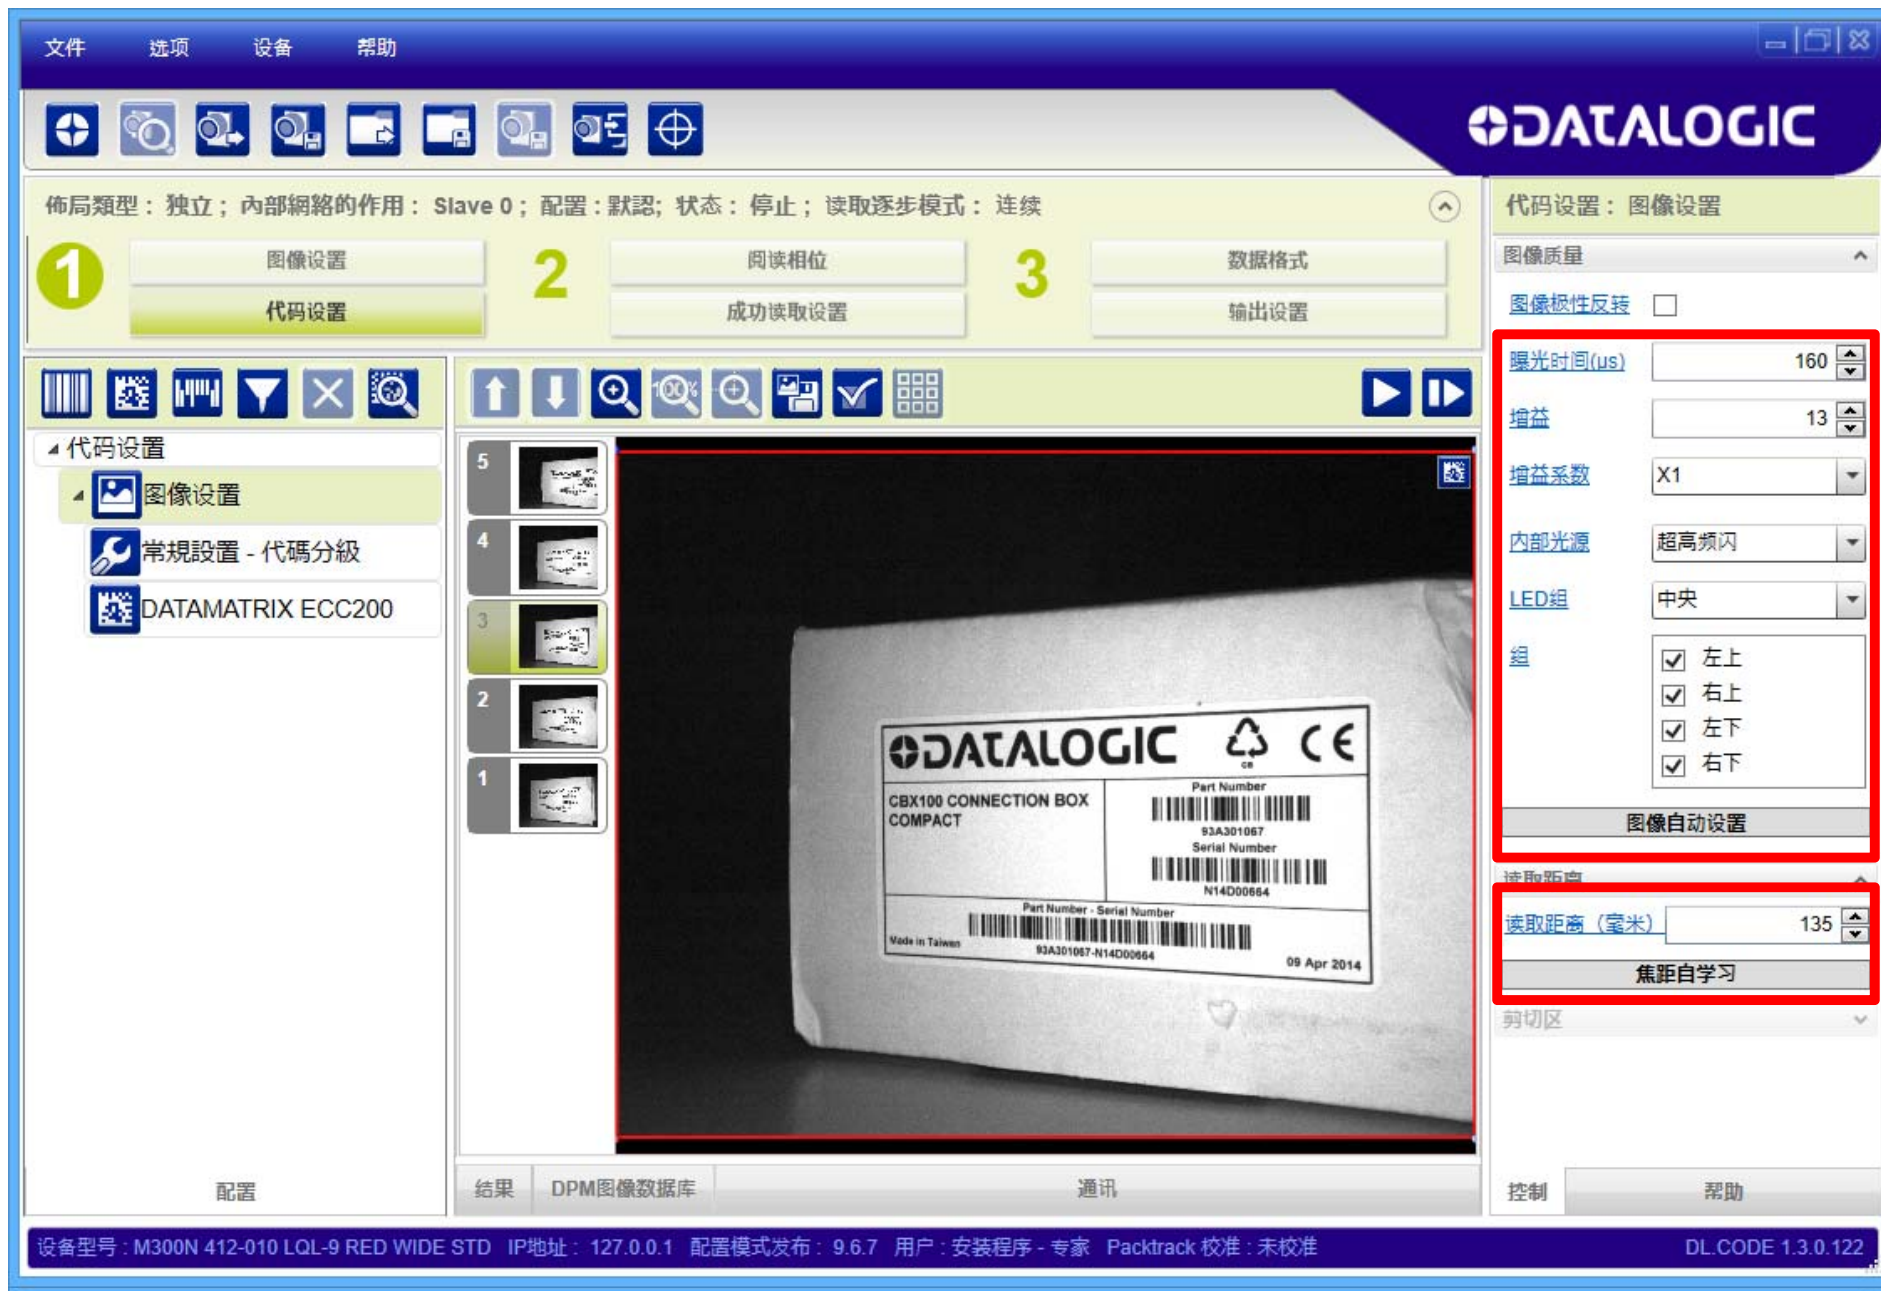 文件 选项 设备 帮助
DATALOGIC
佈局類型： 独立； 內部網絡的作用： Slave 0； 配置：默認; 状态： 停止； 读取逐步模式： 连续
1 图像设置 2 阅读相位 3 数据格式
代码设置 成功读取设置 输出设置
100%
代码设置
图像设置
常規設置 - 代碼分級
DATAMATRIX ECC200
配置
5
4
3
2
1
DATALOGIC CE
CBX100 CONNECTION BOX
COMPACT
Part Number
93A301067
Serial Number
N14D00664
Part Number - Serial Number
Made in Taiwan
93A301067-N14D00664
09 Apr 2014
结果 DPM图像数据库 通讯
代码设置： 图像设置
图像质量
图像极性反转
曝光时间(µs) 160
增益 13
增益系数 X1
内部光源 超高频闪
LED组 中央
组 左上
右上
左下
右下
图像自动设置
读取距离
读取距离（毫米） 135
焦距自学习
剪切区
控制 帮助
设备型号 : M300N 412-010 LQL-9 RED WIDE STD IP地址： 127.0.0.1 配置模式发布： 9.6.7 用户 : 安装程序 - 专家 Packtrack 校准 : 未校准 DL.CODE 1.3.0.122